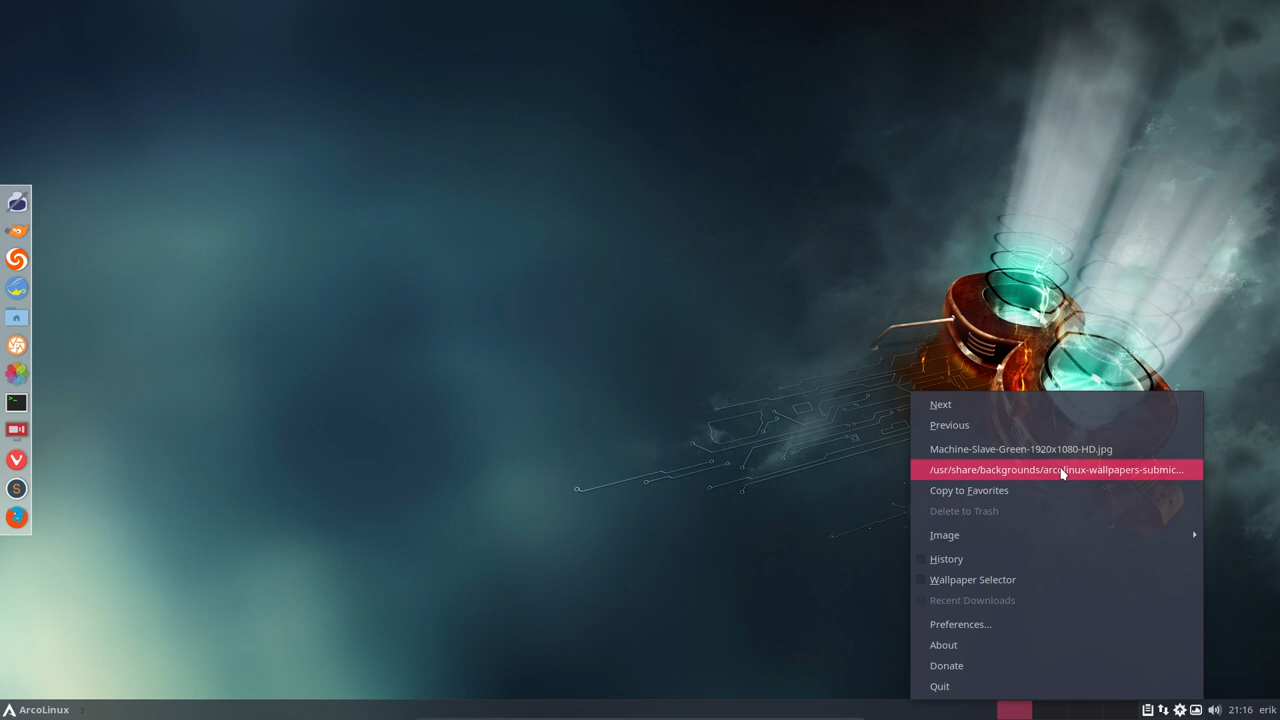 Next
Previous
Machine-Slave-Green-1920x1080-HD.jpg
/usr/share/backgrounds/arcolinux-wallpapers-submic...
Copy to Favorites
Delete to Trash
Image
History
Wallpaper Selector
Recent Downloads
Preferences...
About
Donate
Quit
ArcoLinux
21:16 erik